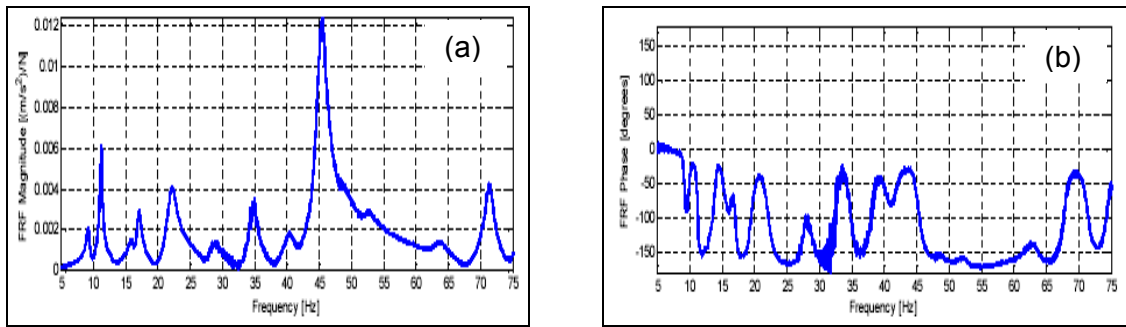 (a)
FRF Magnitude [(m/s²)/N]
0.012
0.01
0.008
0.006
0.004
0.002
0
5 10 15 20 25 30 35 40 45 50 55 60 65 70 75
Frequency [Hz]
(b)
FRF Phase [degrees]
150
100
50
0
-50
-100
-150
5 10 15 20 25 30 35 40 45 50 55 60 65 70 75
Frequency [Hz]